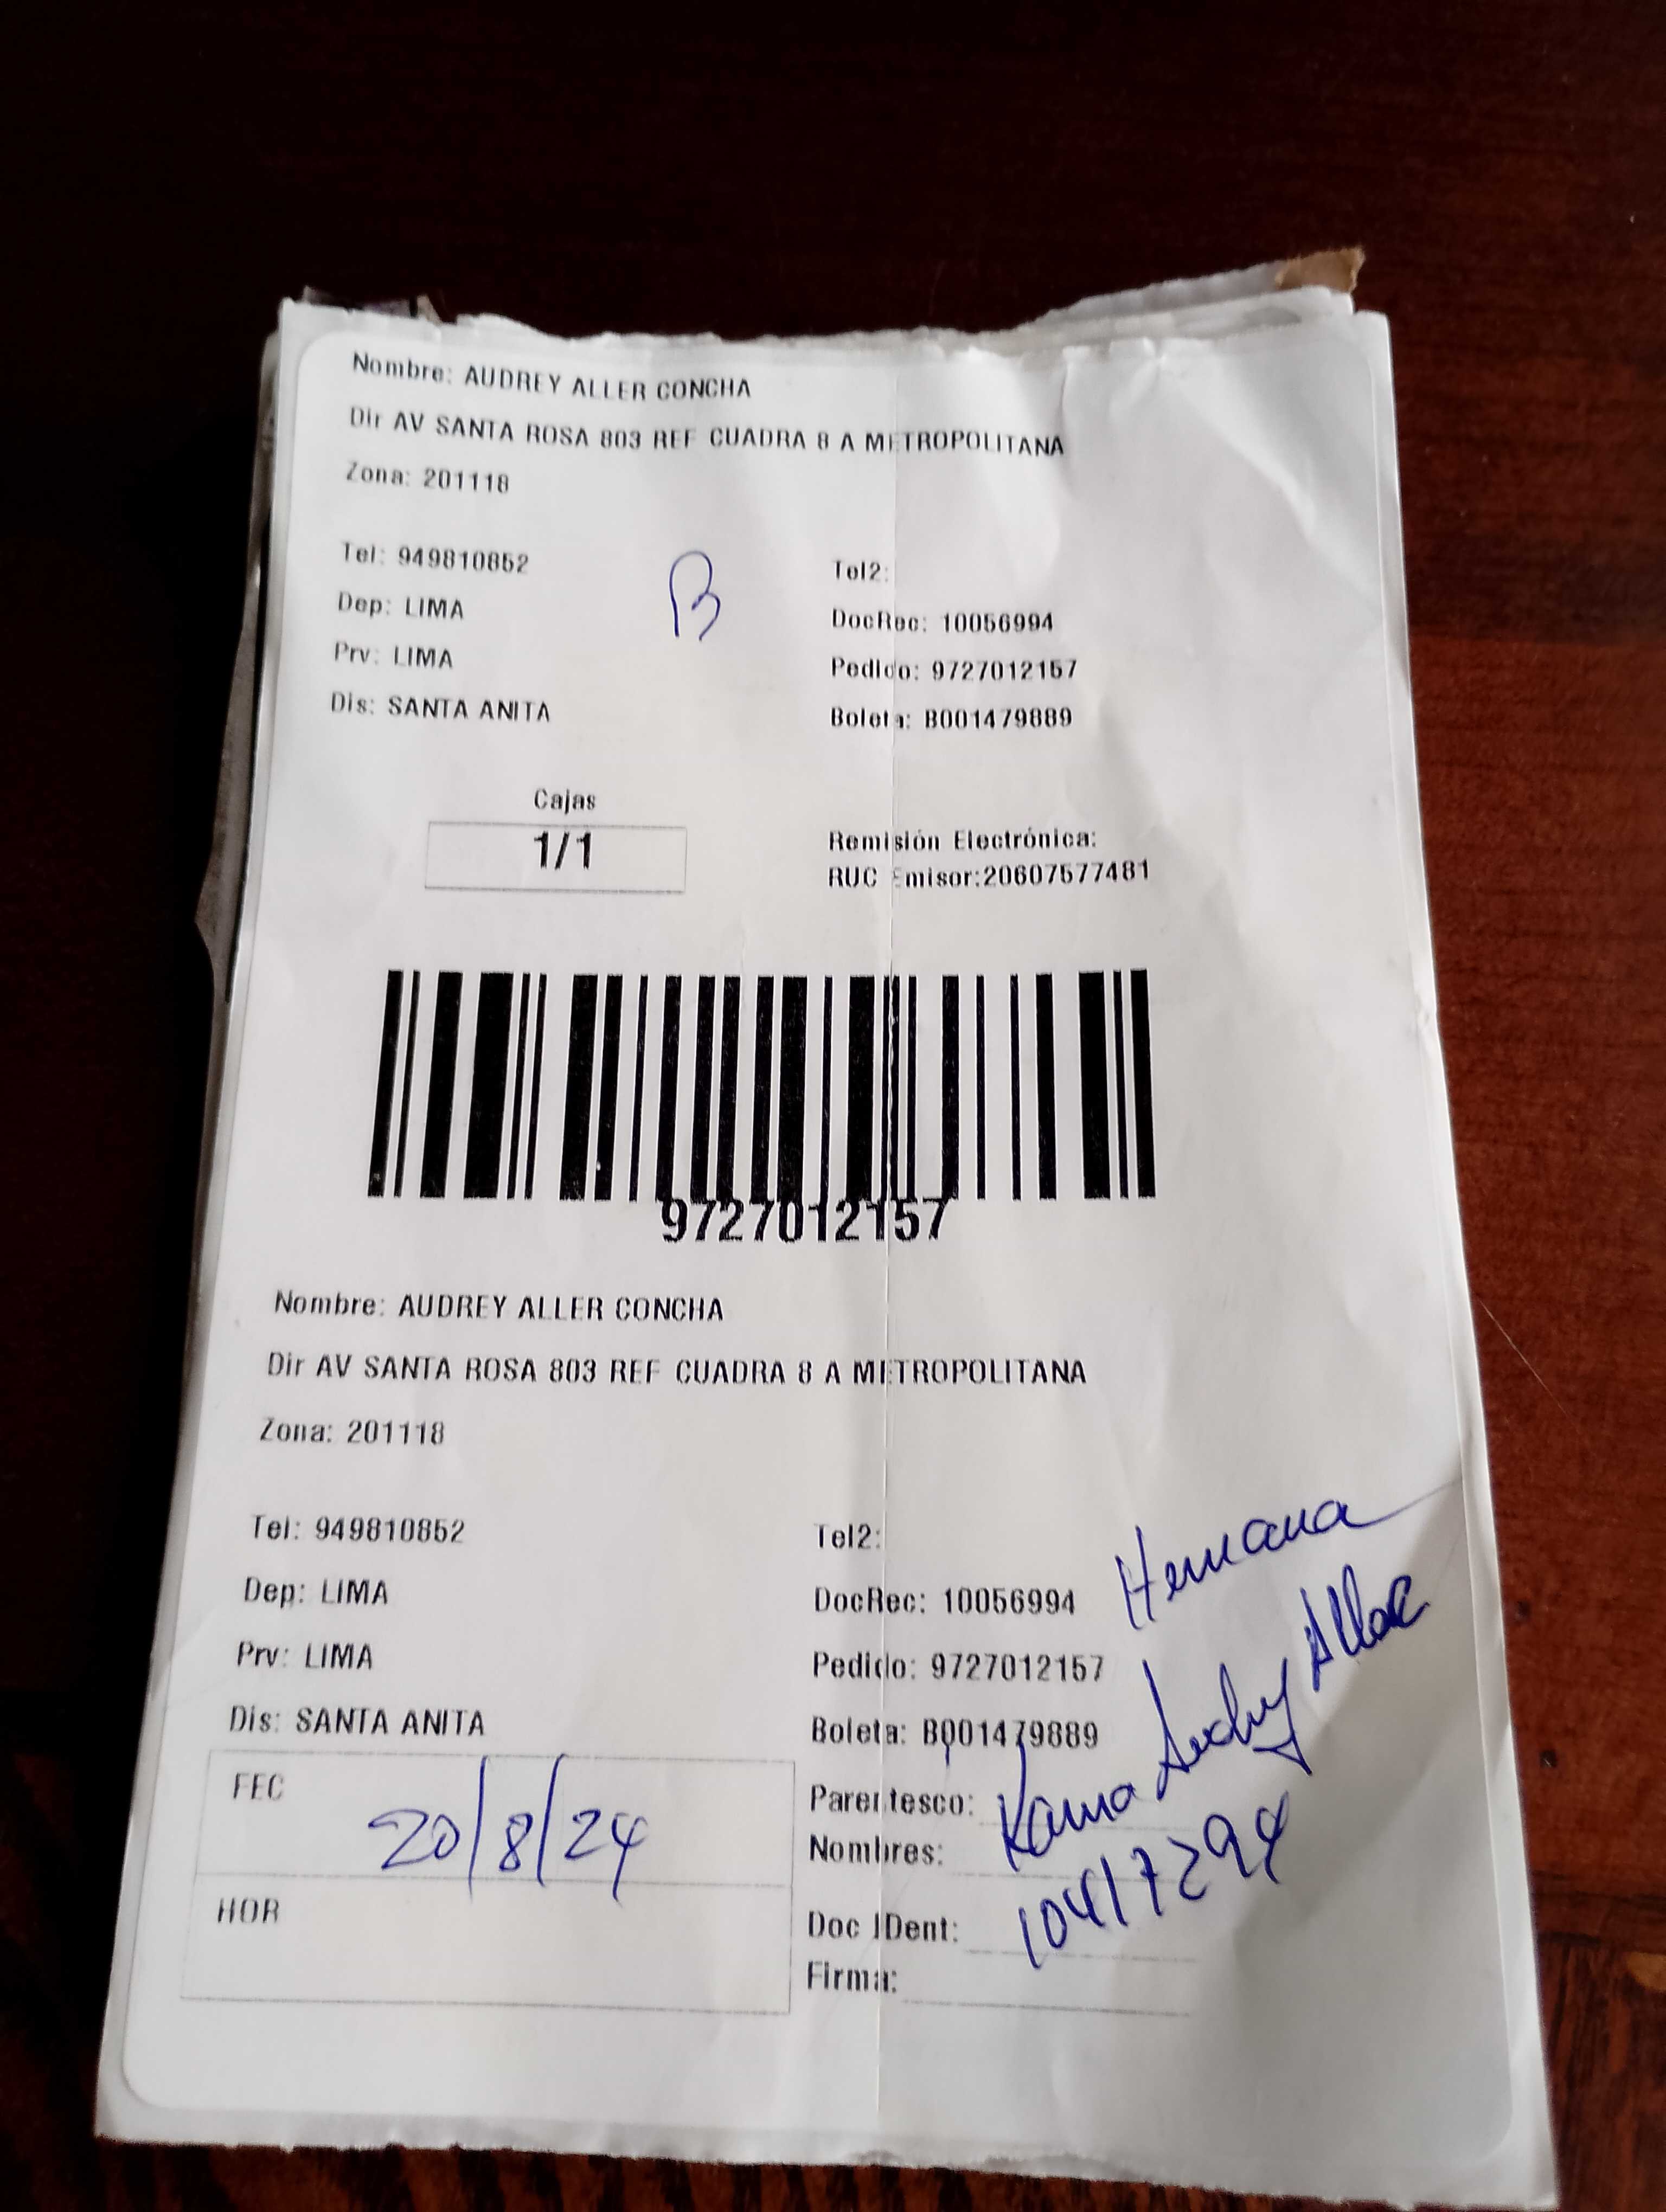 Nombre: AUDREY ALLER CONCHA
Dir AV SANTA ROSA 803 REF CUADRA 8 A METROPOLITANA
Zona: 201118
Tel: 949810852
Tel2:
Dep: LIMA
DocRec: 10056994
Prv: LIMA
Pedido: 9727012157
Dis: SANTA ANITA
Boleta: B001479889
B
Cajas
1/1
Remisión Electrónica:
RUC Emisor:20607577481
9727012157
Nombre: AUDREY ALLER CONCHA
Dir AV SANTA ROSA 803 REF CUADRA 8 A METROPOLITANA
Zona: 201118
Tel: 949810852
Tel2:
Dep: LIMA
DocRec: 10056994
Hermana
Prv: LIMA
Pedido: 9727012157
Dis: SANTA ANITA
Boleta: B001479889
FEC
20/8/24
Parentesco:
Nombres:
HOR
Doc IDent:
10417294
Firma: